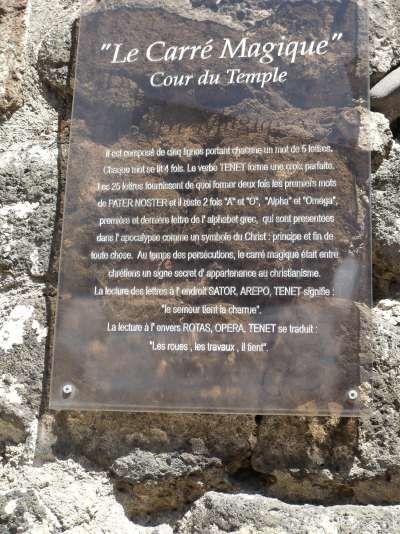 "Le Carré Magique"
Cour du Temple
Il est composé de cinq lignes portant chacune un mot de 5 lettres.
Chaque mot se lit 4 fois. Le verbe TENET forme une croix parfaite.
Les 25 lettres fournissent de quoi former deux fois les premiers mots
de PATER NOSTER et il reste 2 fois "A" et "O", "Alpha" et "Omega",
première et dernière lettre de l'alphabet grec, qui sont présentées
dans l'apocalypse comme un symbole du Christ : principe et fin de
toute chose. Au temps des persécutions, le carré magique était entre
chrétiens un signe secret d'appartenance au christianisme.
La lecture des lettres à l'endroit SATOR, AREPO, TENET signifie :
"le semeur tient la charrue".
La lecture à l'envers ROTAS, OPERA, TENET se traduit :
"Les roues , les travaux , il tient".